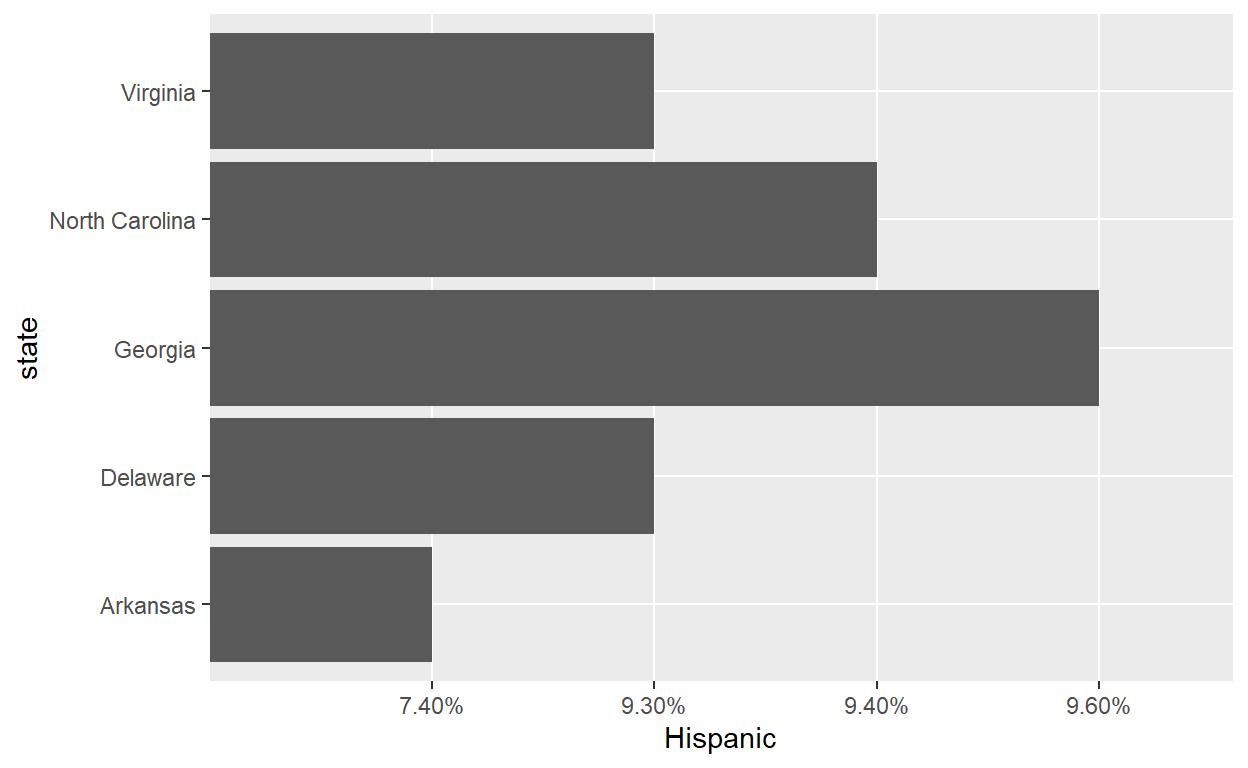 Virginia
North Carolina
Georgia
Delaware
Arkansas
state
7.40% 9.30% 9.40% 9.60%
Hispanic